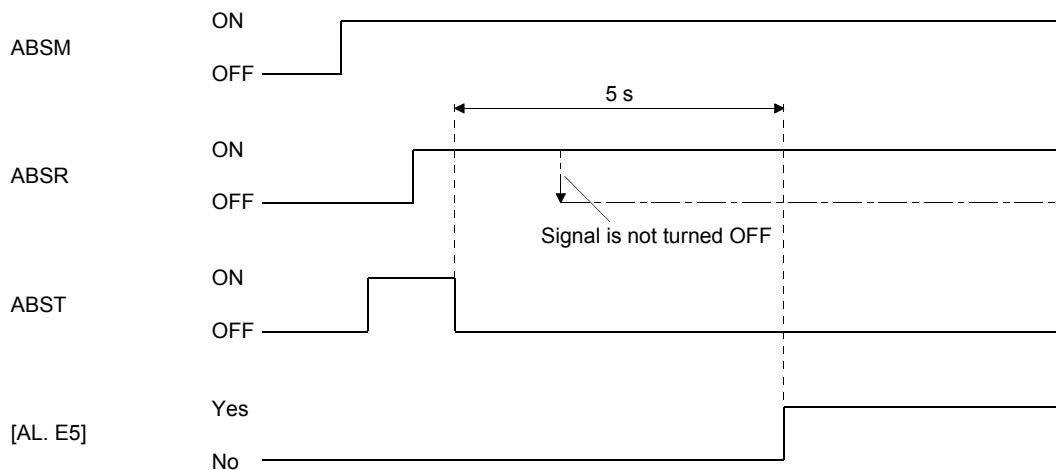 ON
ABSM
OFF
5 s
ON
ABSR
OFF
Signal is not turned OFF
ON
ABST
OFF
Yes
[AL. E5]
No